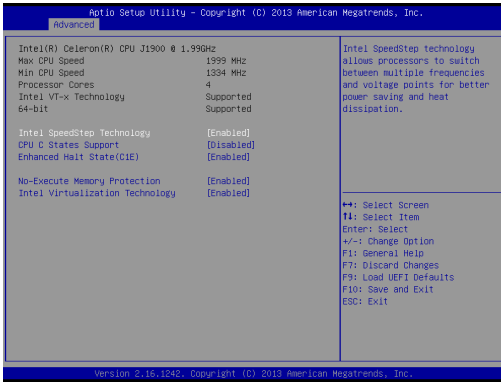 Aptio Setup Utility - Copyright (C) 2013 American Megatrends, Inc.
Advanced
Intel(R) Celeron(R) CPU J1900 @ 1.99GHz
Max CPU Speed 1999 MHz
Min CPU Speed 1334 MHz
Processor Cores 4
Intel VT-x Technology Supported
64-bit Supported
Intel SpeedStep Technology [Enabled]
CPU C States Support [Disabled]
Enhanced Halt State(C1E) [Enabled]
No-Execute Memory Protection [Enabled]
Intel Virtualization Technology [Enabled]
Intel SpeedStep technology
allows processors to switch
between multiple frequencies
and voltage points for better
power saving and heat
dissipation.
↔: Select Screen
↑↓: Select Item
Enter: Select
+/-: Change Option
F1: General Help
F7: Discard Changes
F9: Load UEFI Defaults
F10: Save and Exit
ESC: Exit
Version 2.16.1242. Copyright (C) 2013 American Megatrends, Inc.